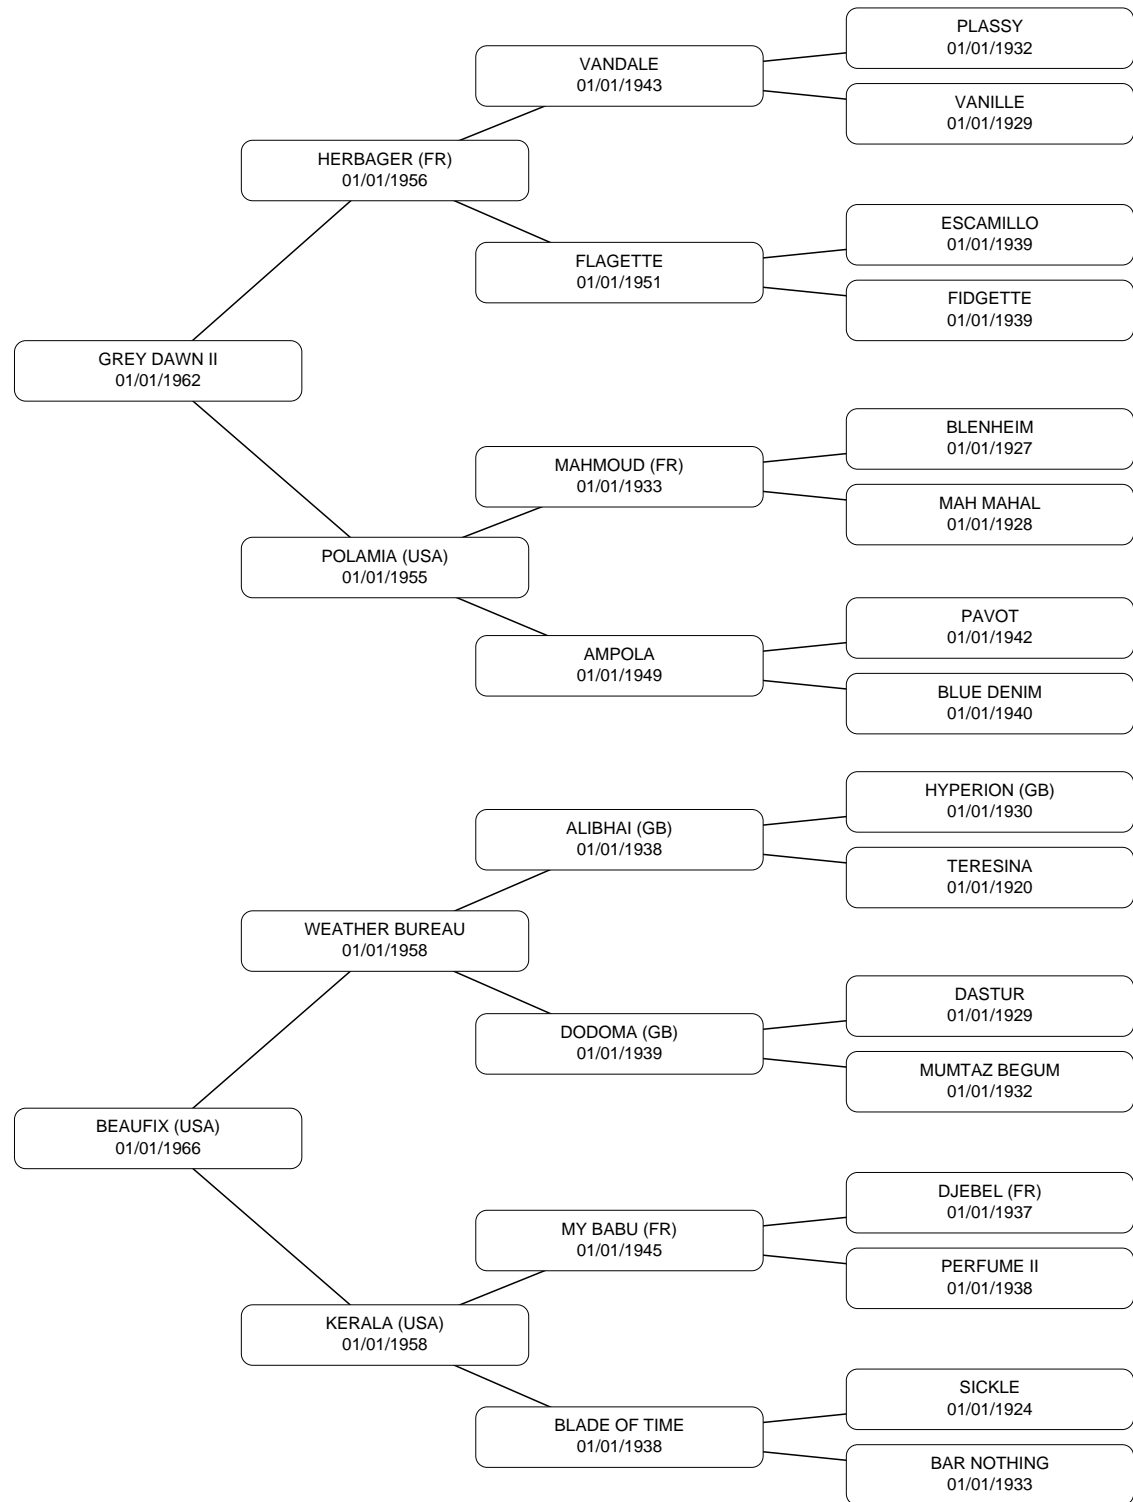 PLASSY
01/01/1932
VANDALE
01/01/1943
VANILLE
01/01/1929
HERBAGER (FR)
01/01/1956
ESCAMILLO
01/01/1939
FLAGETTE
01/01/1951
FIDGETTE
01/01/1939
GREY DAWN II
01/01/1962
BLENHEIM
01/01/1927
MAHMOUD (FR)
01/01/1933
MAH MAHAL
01/01/1928
POLAMIA (USA)
01/01/1955
PAVOT
01/01/1942
AMPOLA
01/01/1949
BLUE DENIM
01/01/1940
HYPERION (GB)
01/01/1930
ALIBHAI (GB)
01/01/1938
TERESINA
01/01/1920
WEATHER BUREAU
01/01/1958
DASTUR
01/01/1929
DODOMA (GB)
01/01/1939
MUMTAZ BEGUM
01/01/1932
BEAUFIX (USA)
01/01/1966
DJEBEL (FR)
01/01/1937
MY BABU (FR)
01/01/1945
PERFUME II
01/01/1938
KERALA (USA)
01/01/1958
SICKLE
01/01/1924
BLADE OF TIME
01/01/1938
BAR NOTHING
01/01/1933